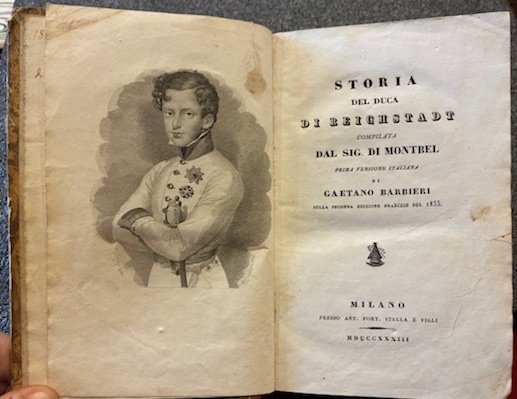 STORIA
DEL DUCA
DI REICHSTADT
COMPILATA
DAL SIG. DI MONTBEL
PRIMA VERSIONE ITALIANA
DI
GAETANO BARBIERI
SULLA SECONDA EDIZIONE FRANCESE DEL 1833.
MILANO
PRESSO ANT. FORT. STELLA E FIGLI
MDCCCXXXIII